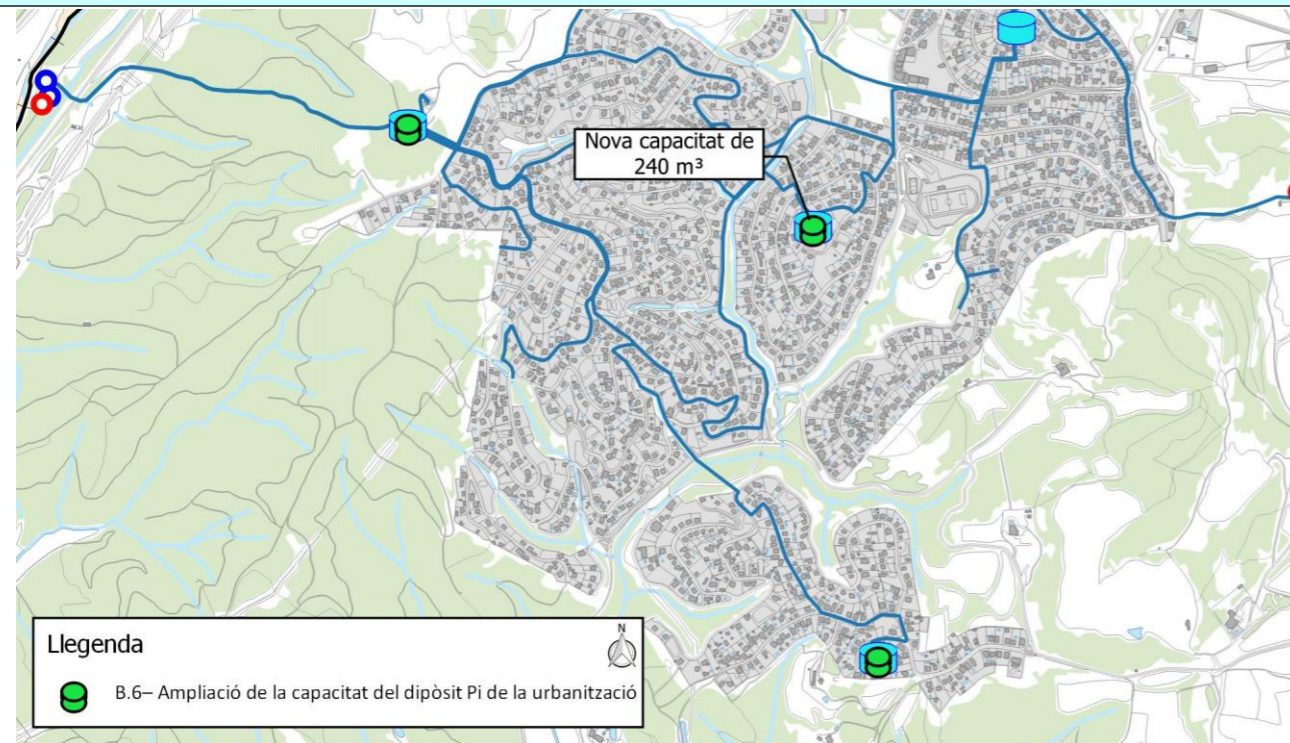 Nova capacitat de
240 m³
Llegenda
N
B.6– Ampliació de la capacitat del dipòsit Pi de la urbanització